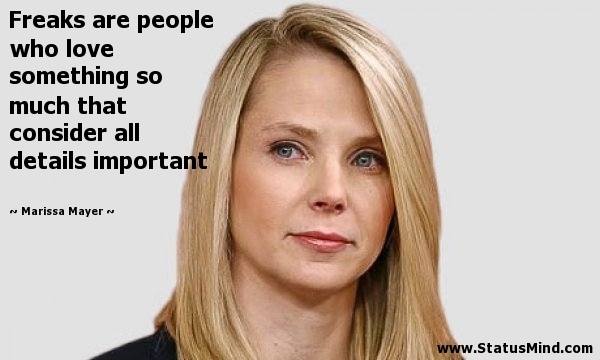 Freaks are people
who love
something so
much that
consider all
details important
~ Marissa Mayer ~
www.StatusMind.com